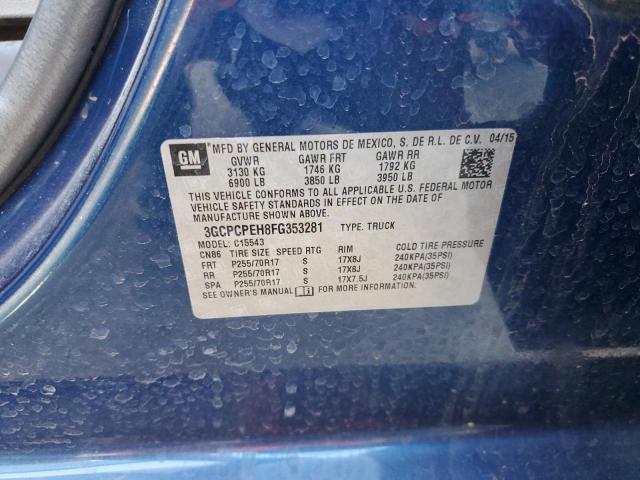 GM MFD BY GENERAL MOTORS DE MEXICO, S. DE R.L. DE C.V. 04/15
GVWR GAWR FRT GAWR RR
3130 KG 1746 KG 1792 KG
6900 LB 3850 LB 3950 LB
THIS VEHICLE CONFORMS TO ALL APPLICABLE U.S. FEDERAL MOTOR
VEHICLE SAFETY STANDARDS IN EFFECT ON THE DATE OF
MANUFACTURE SHOWN ABOVE.
3GCPCPEH8FG353281 TYPE: TRUCK
MODEL: C15543
CN86 TIRE SIZE SPEED RTG RIM COLD TIRE PRESSURE
FRT P255/70R17 S 17X8J 240KPA(35PSI)
RR P255/70R17 S 17X8J 240KPA(35PSI)
SPA P255/70R17 S 17X7.5J 240KPA(35PSI)
SEE OWNER'S MANUAL FOR MORE INFORMATION.